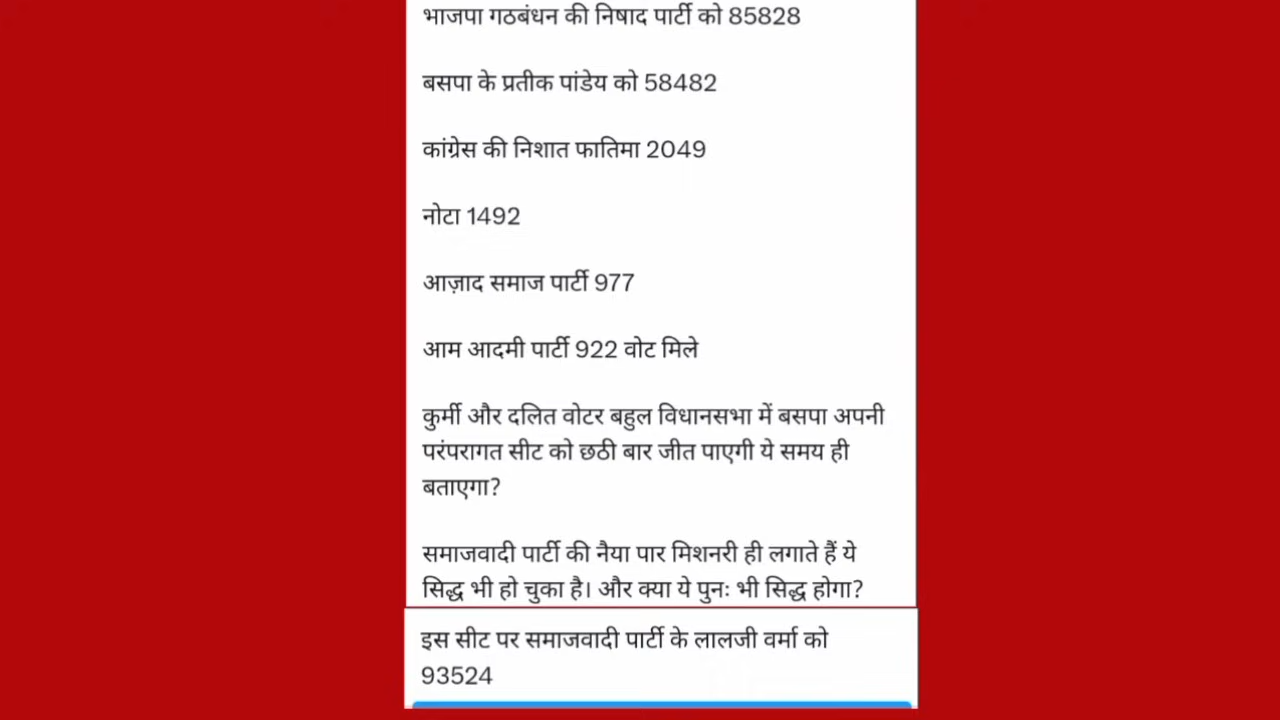 भाजपा गठबंधन की निषाद पार्टी को 85828
बसपा के प्रतीक पांडेय को 58482
कांग्रेस की निशात फातिमा 2049
नोटा 1492
आज़ाद समाज पार्टी 977
आम आदमी पार्टी 922 वोट मिले
कुर्मी और दलित वोटर बहुल विधानसभा में बसपा अपनी
परंपरागत सीट को छठी बार जीत पाएगी ये समय ही
बताएगा?
समाजवादी पार्टी की नैया पार मिशनरी ही लगाते हैं ये
सिद्ध भी हो चुका है। और क्या ये पुनः भी सिद्ध होगा?
इस सीट पर समाजवादी पार्टी के लालजी वर्मा को
93524